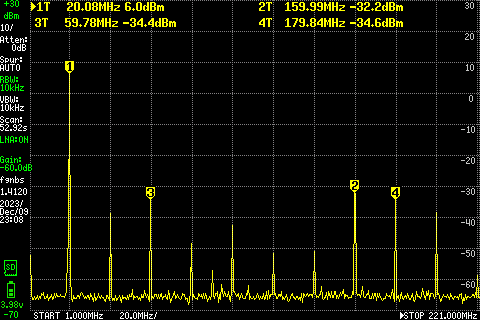 +30
dBm
10/
Atten:
0dB
Spur:
AUTO
RBW:
10kHz
VBW:
10kHz
Scan:
52.92s
LNA:ON
Gain:
-60.0dB
1.4120
2023/
Dec/09
23:08
SD
3.98v
-70
▶1T 20.08MHz 6.0dBm
2T 159.99MHz -32.2dBm
3T 59.78MHz -34.4dBm
4T 179.84MHz -34.6dBm
1
2
3
4
30
20
10
0
-10
-20
-30
-40
-50
-60
START 1.000MHz 20.0MHz/ ▶STOP 221.000MHz